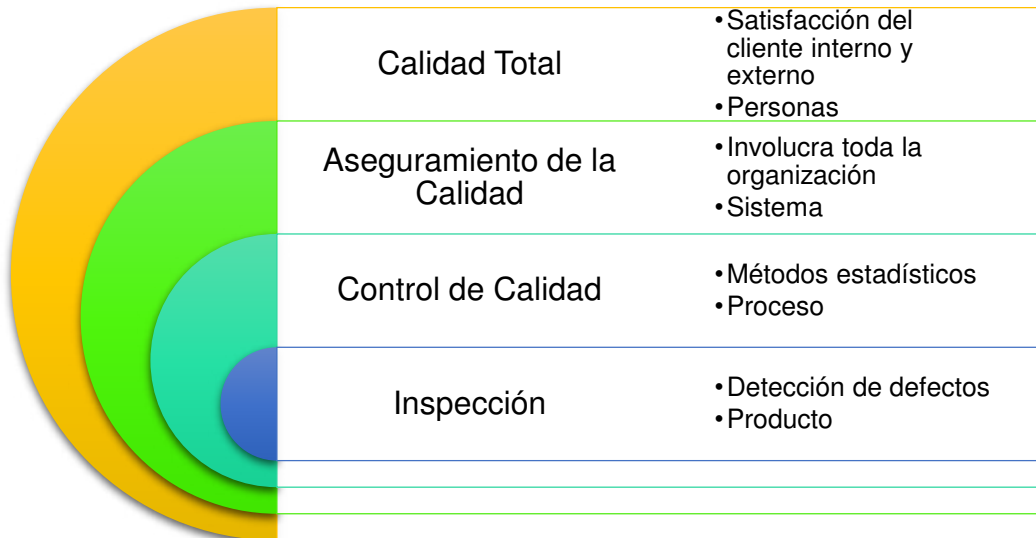 Calidad Total
•Satisfacción del
cliente interno y
externo
•Personas
Aseguramiento de la
Calidad
•Involucra toda la
organización
•Sistema
Control de Calidad
•Métodos estadísticos
•Proceso
Inspección
•Detección de defectos
•Producto